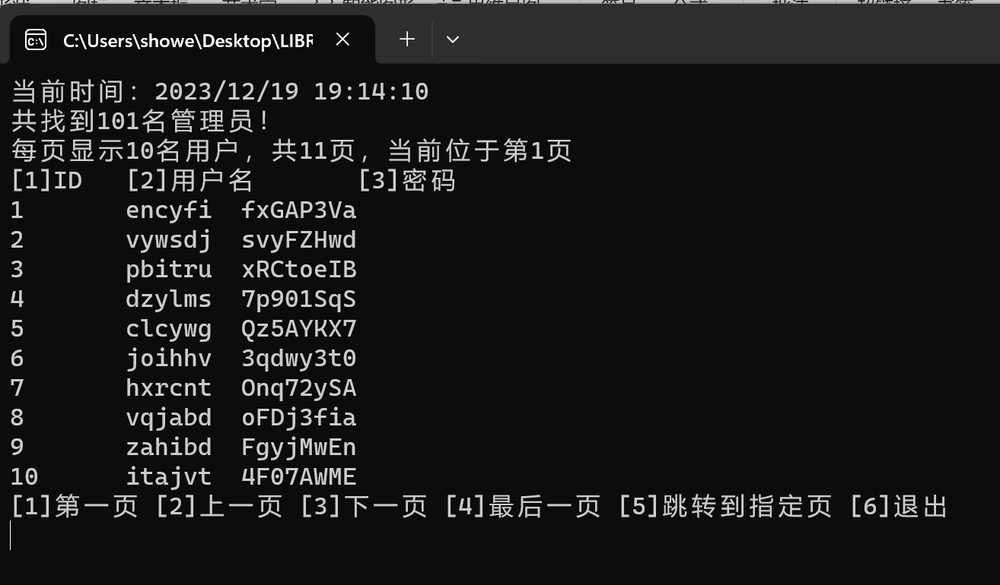 C:\Users\showe\Desktop\LIBR
当前时间：2023/12/19 19:14:10
共找到101名管理员！
每页显示10名用户，共11页，当前位于第1页
[1]ID [2]用户名 [3]密码
1 encyfi fxGAP3Va
2 vywsdj svyFZHwd
3 pbitru xRCtoeIB
4 dzylms 7p901SqS
5 clcywg Qz5AYKX7
6 joihhv 3qdwy3t0
7 hxrcnt Onq72ySA
8 vqjabd oFDj3fia
9 zahibd FgyjMwEn
10 itajvt 4F07AWME
[1]第一页 [2]上一页 [3]下一页 [4]最后一页 [5]跳转到指定页 [6]退出